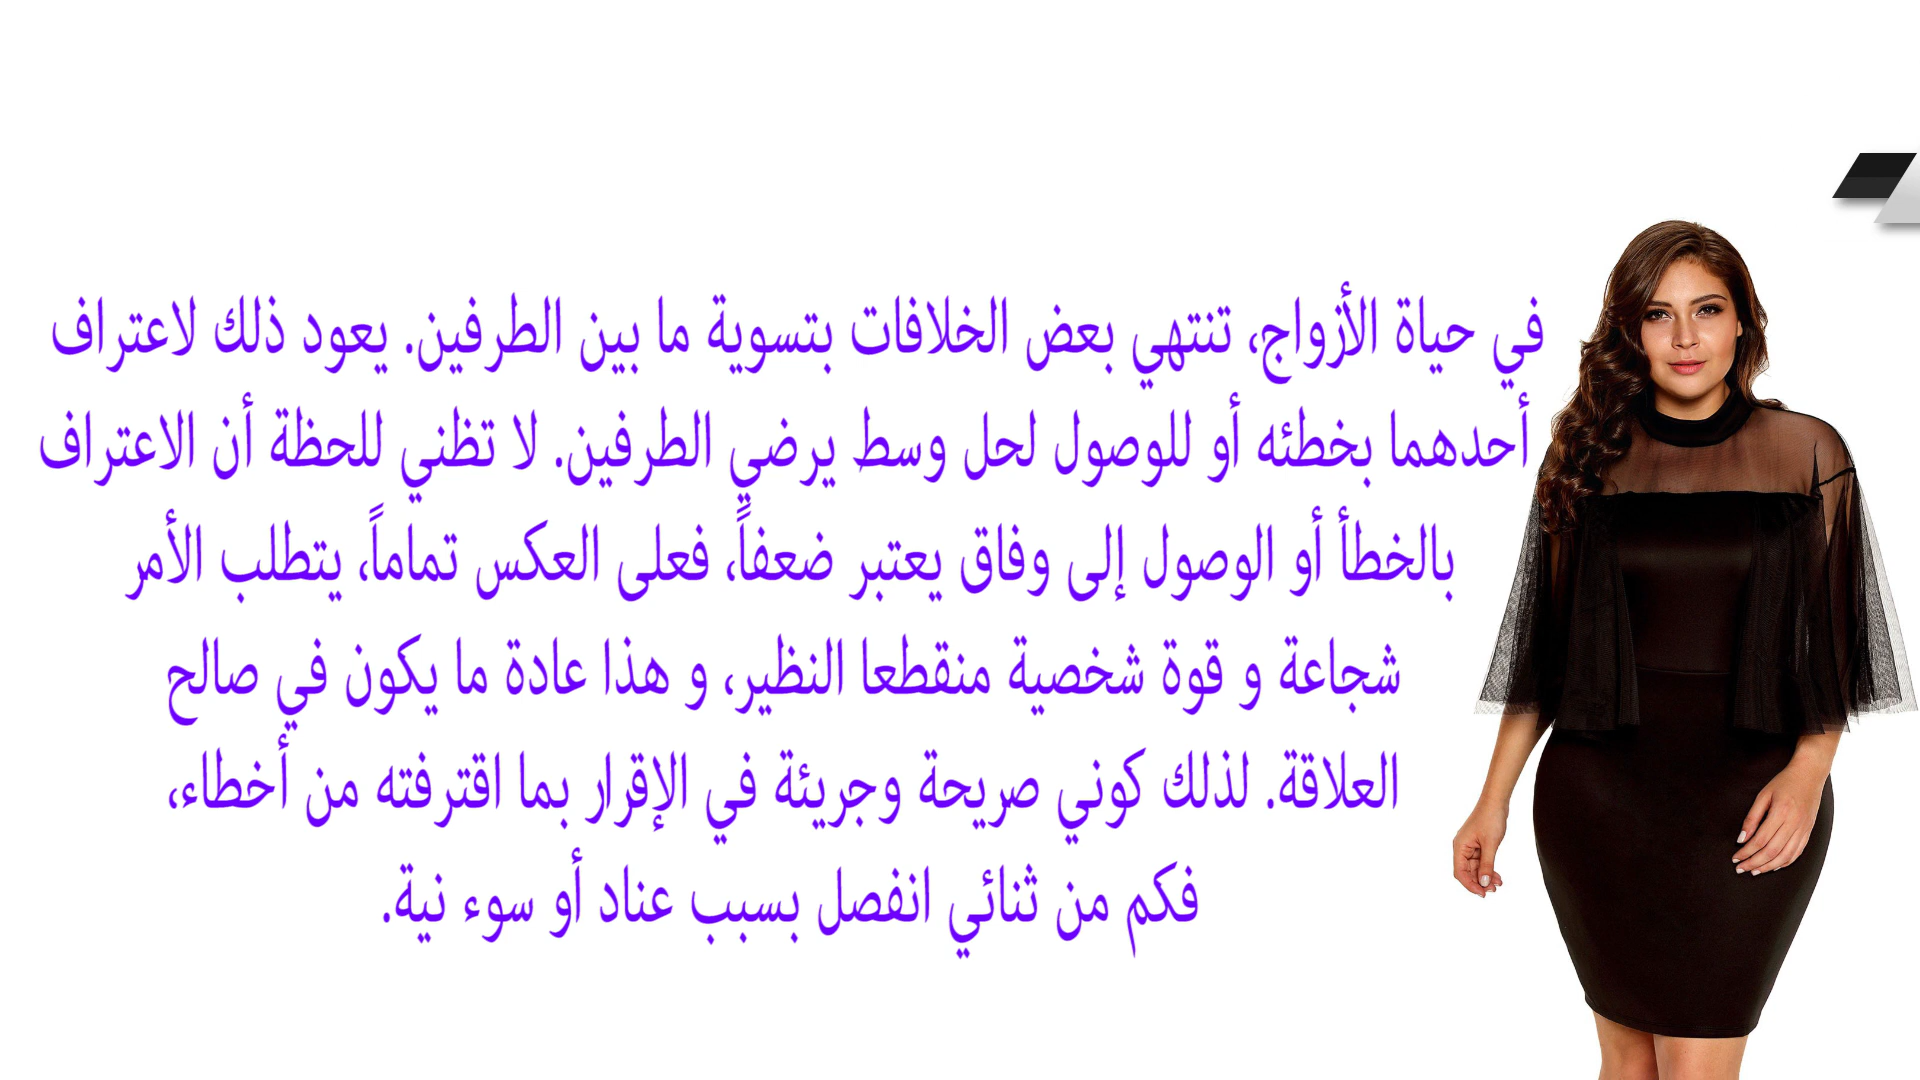 في حياة الأزواج، تنتهي بعض الخلافات بتسوية ما بين الطرفين. يعود ذلك لاعتراف
أحدهما بخطئه أو للوصول لحل وسط يرضي الطرفين. لا تظني للحظة أن الاعتراف
بالخطأ أو الوصول إلى وفاق يعتبر ضعفاً، فعلى العكس تماماً، يتطلب الأمر
شجاعة و قوة شخصية منقطعا النظير، و هذا عادة ما يكون في صالح
العلاقة. لذلك كوني صريحة وجريئة في الإقرار بما اقترفته من أخطاء،
فكم من ثنائي انفصل بسبب عناد أو سوء نية.